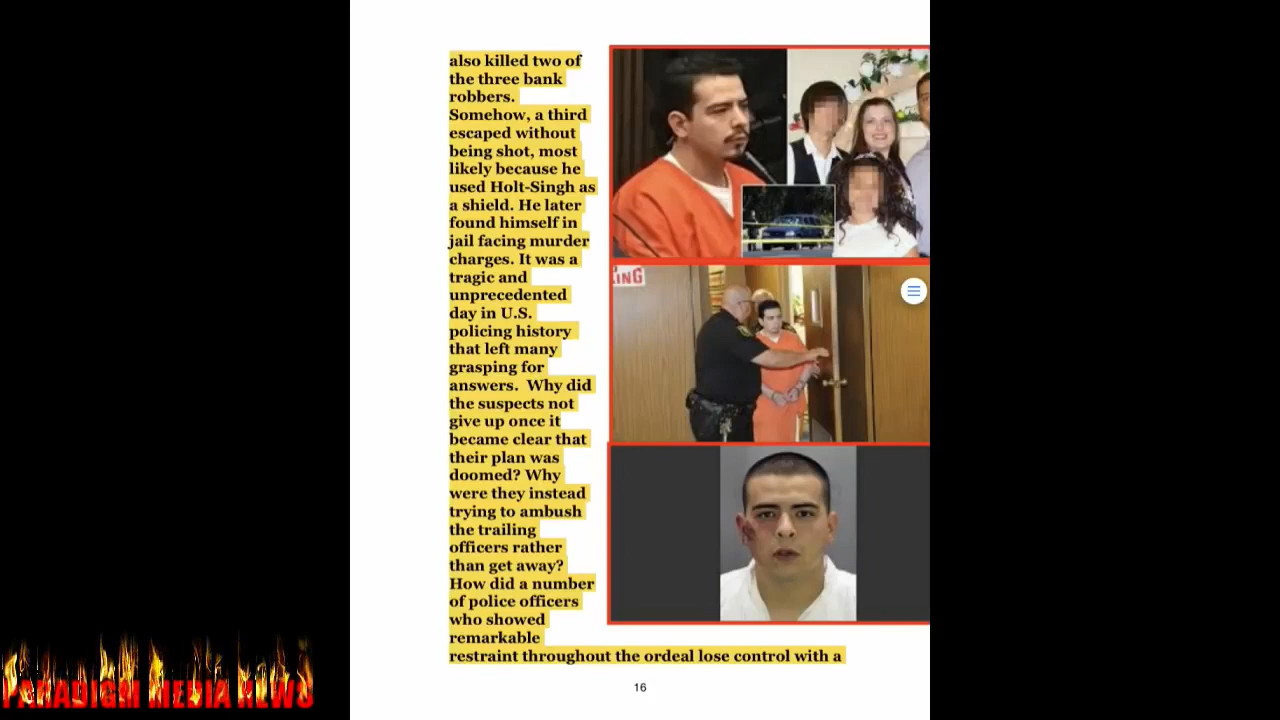 also killed two of
the three bank
robbers.
Somehow, a third
escaped without
being shot, most
likely because he
used Holt-Singh as
a shield. He later
found himself in
jail facing murder
charges. It was a
tragic and
unprecedented
day in U.S.
policing history
that left many
grasping for
answers.  Why did
the suspects not
give up once it
became clear that
their plan was
doomed? Why
were they instead
trying to ambush
the trailing
officers rather
than get away?
How did a number
of police officers
who showed
remarkable
restraint throughout the ordeal lose control with a
ING
16
PARADIGM MEDIA NEWS